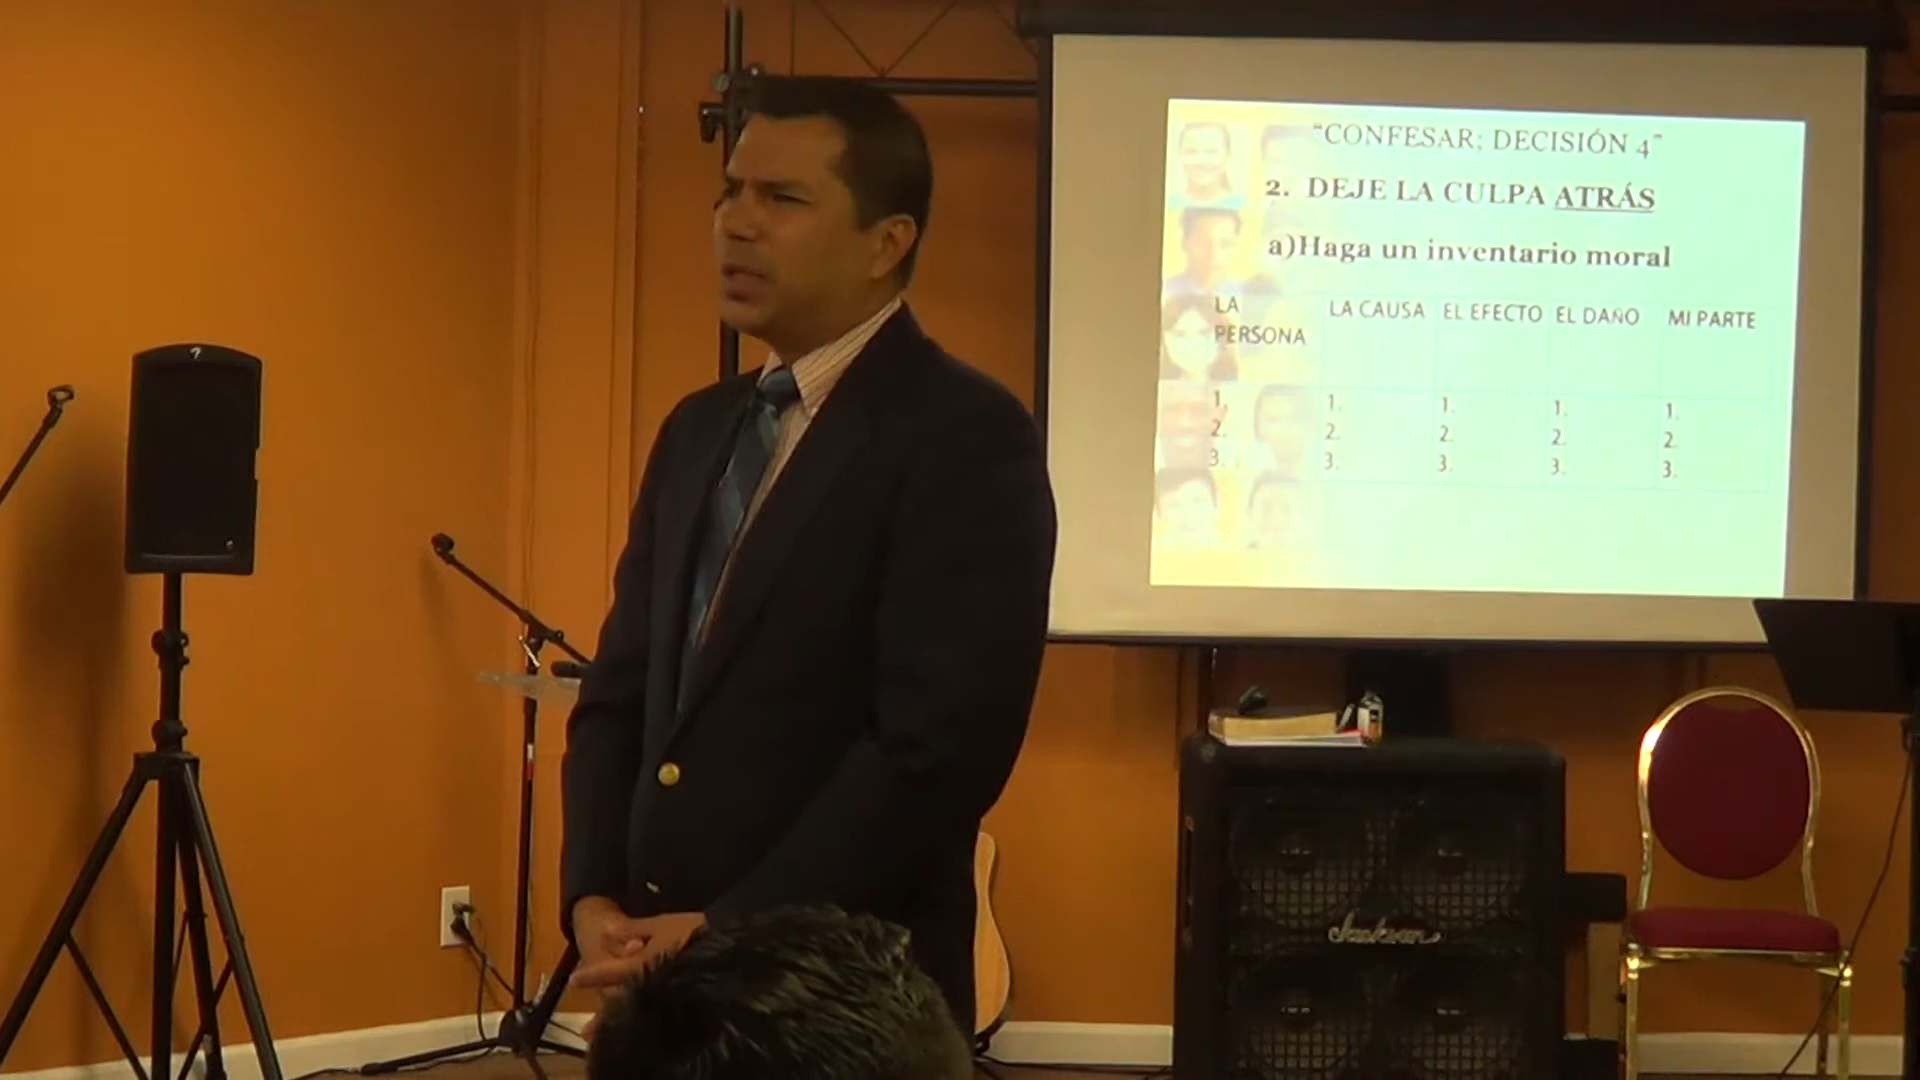 “CONFESAR; DECISIÓN 4”
2. DEJE LA CULPA ATRÁS
a)Haga un inventario moral
LA PERSONA LA CAUSA EL EFECTO EL DAÑO MI PARTE
1. 1. 1. 1. 1.
2. 2. 2. 2. 2.
3. 3. 3. 3. 3.
Jackson